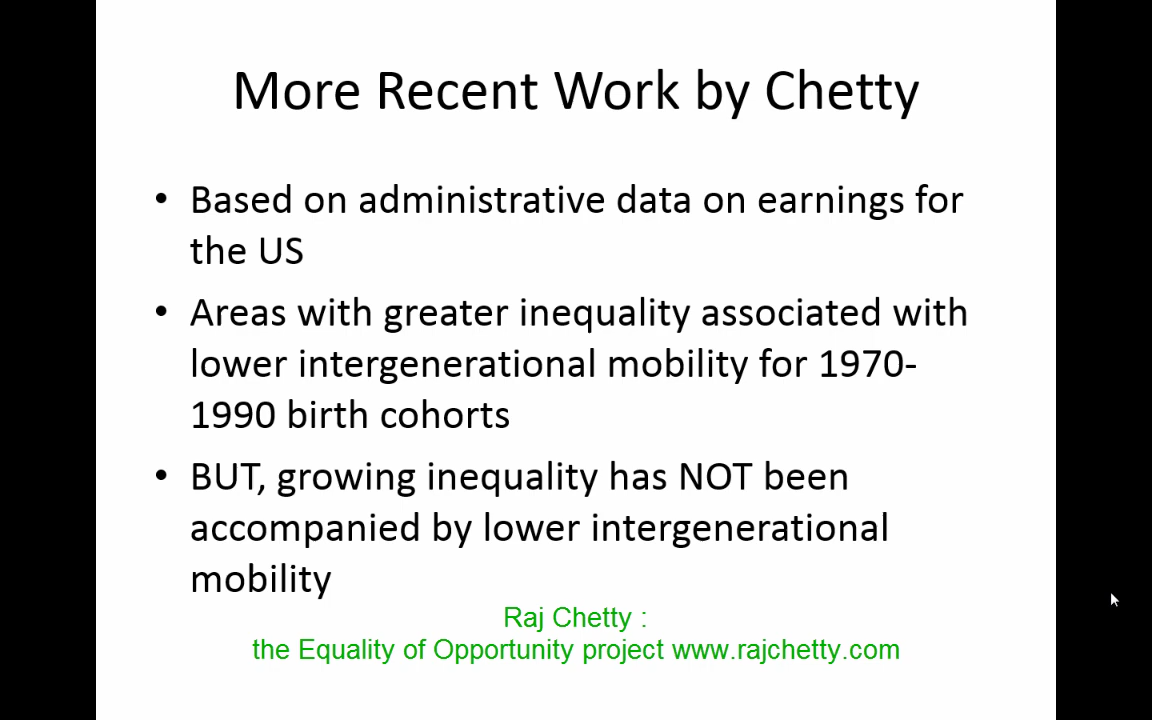 More Recent Work by Chetty
• Based on administrative data on earnings for
the US
• Areas with greater inequality associated with
lower intergenerational mobility for 1970-
1990 birth cohorts
• BUT, growing inequality has NOT been
accompanied by lower intergenerational
mobility
Raj Chetty :
the Equality of Opportunity project www.rajchetty.com